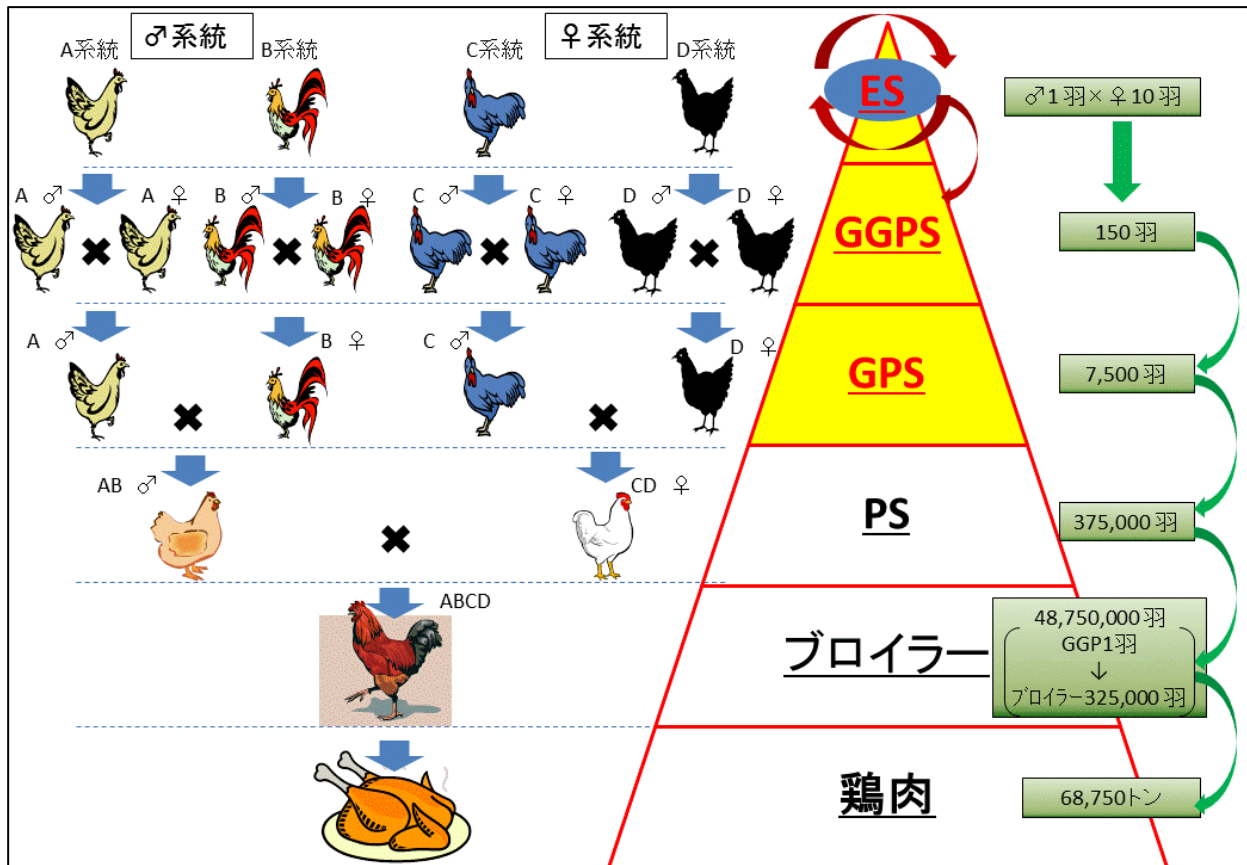 ♂系統
♀系統
A系統
B系統
C系統
D系統
A ♂
A ♀
B ♂
B ♀
C ♂
C ♀
D ♂
D ♀
A ♂
B ♀
C ♂
D ♀
AB ♂
CD ♀
ABCD
ES
GGPS
GPS
PS
ブロイラー
鶏肉
♂1羽×♀10羽
150羽
7,500羽
375,000羽
48,750,000羽
GGP1羽
↓
ブロイラー325,000羽
68,750トン